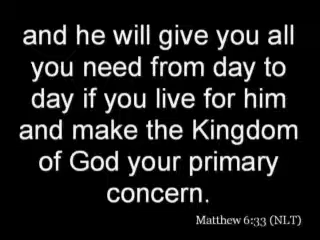 and he will give you all
you need from day to
day if you live for him
and make the Kingdom
of God your primary
concern.
Matthew 6:33 (NLT)